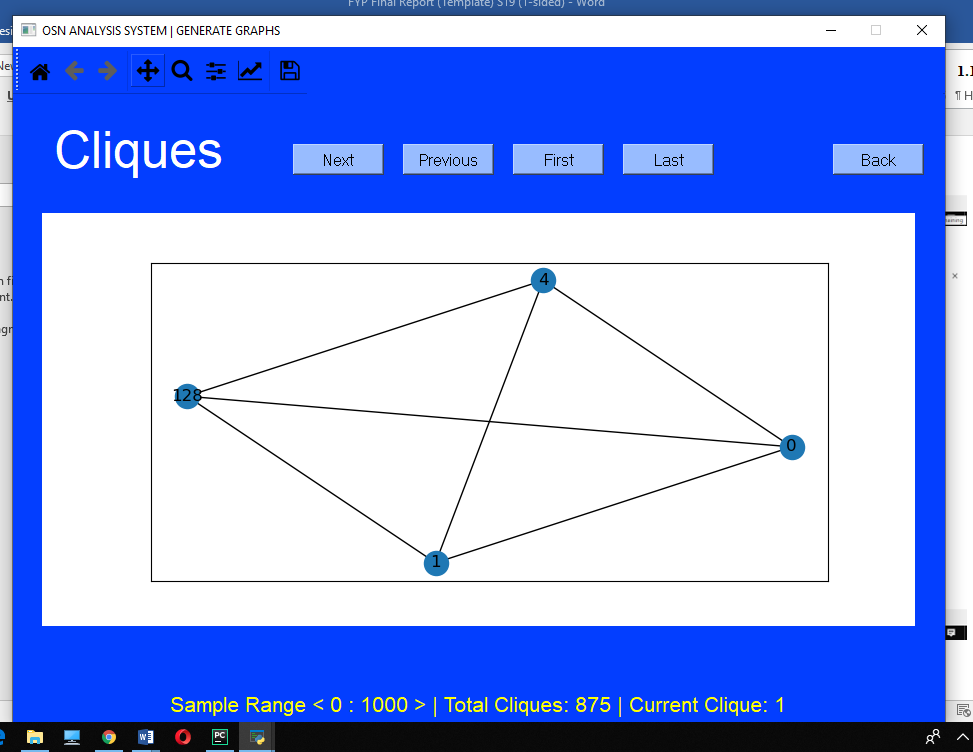 FYP Final Report (Template) S19 (1-sided) - Word
OSN ANALYSIS SYSTEM | GENERATE GRAPHS
Cliques
Next
Previous
First
Last
Back
4
128
0
1
Sample Range < 0 : 1000 > | Total Cliques: 875 | Current Clique: 1